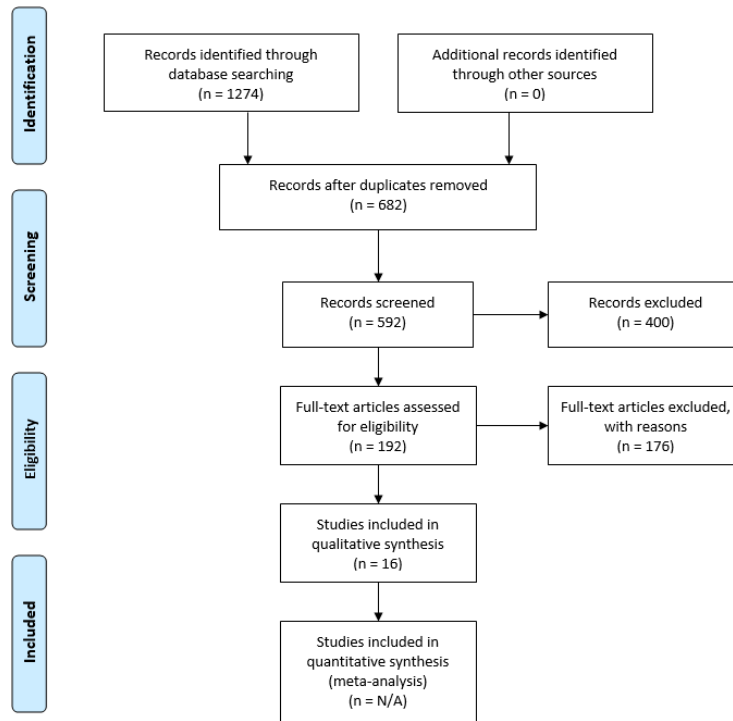 Identification
Records identified through
database searching
(n = 1274)
Additional records identified
through other sources
(n = 0)
Records after duplicates removed
(n = 682)
Screening
Records screened
(n = 592)
Records excluded
(n = 400)
Eligibility
Full-text articles assessed
for eligibility
(n = 192)
Full-text articles excluded,
with reasons
(n = 176)
Studies included in
qualitative synthesis
(n = 16)
Included
Studies included in
quantitative synthesis
(meta-analysis)
(n = N/A)